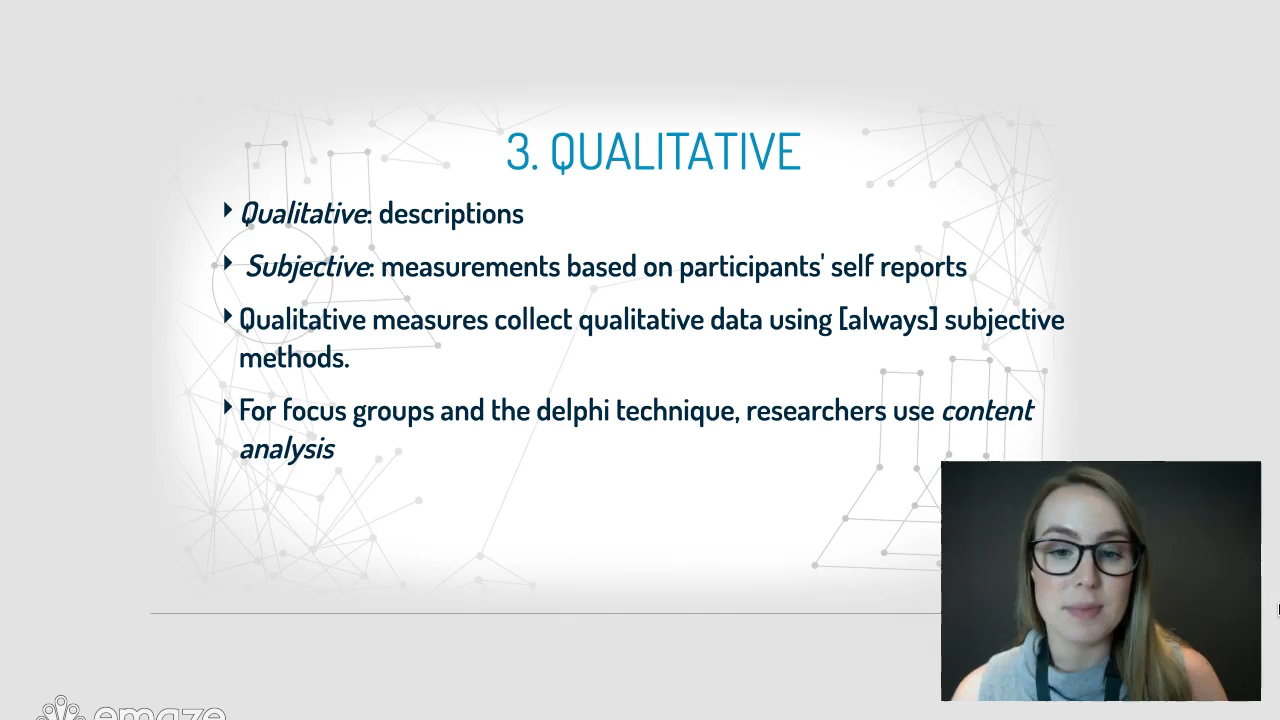 3. QUALITATIVE
Qualitative: descriptions
Subjective: measurements based on participants' self reports
Qualitative measures collect qualitative data using [always] subjective
methods.
For focus groups and the delphi technique, researchers use content
analysis
emaze